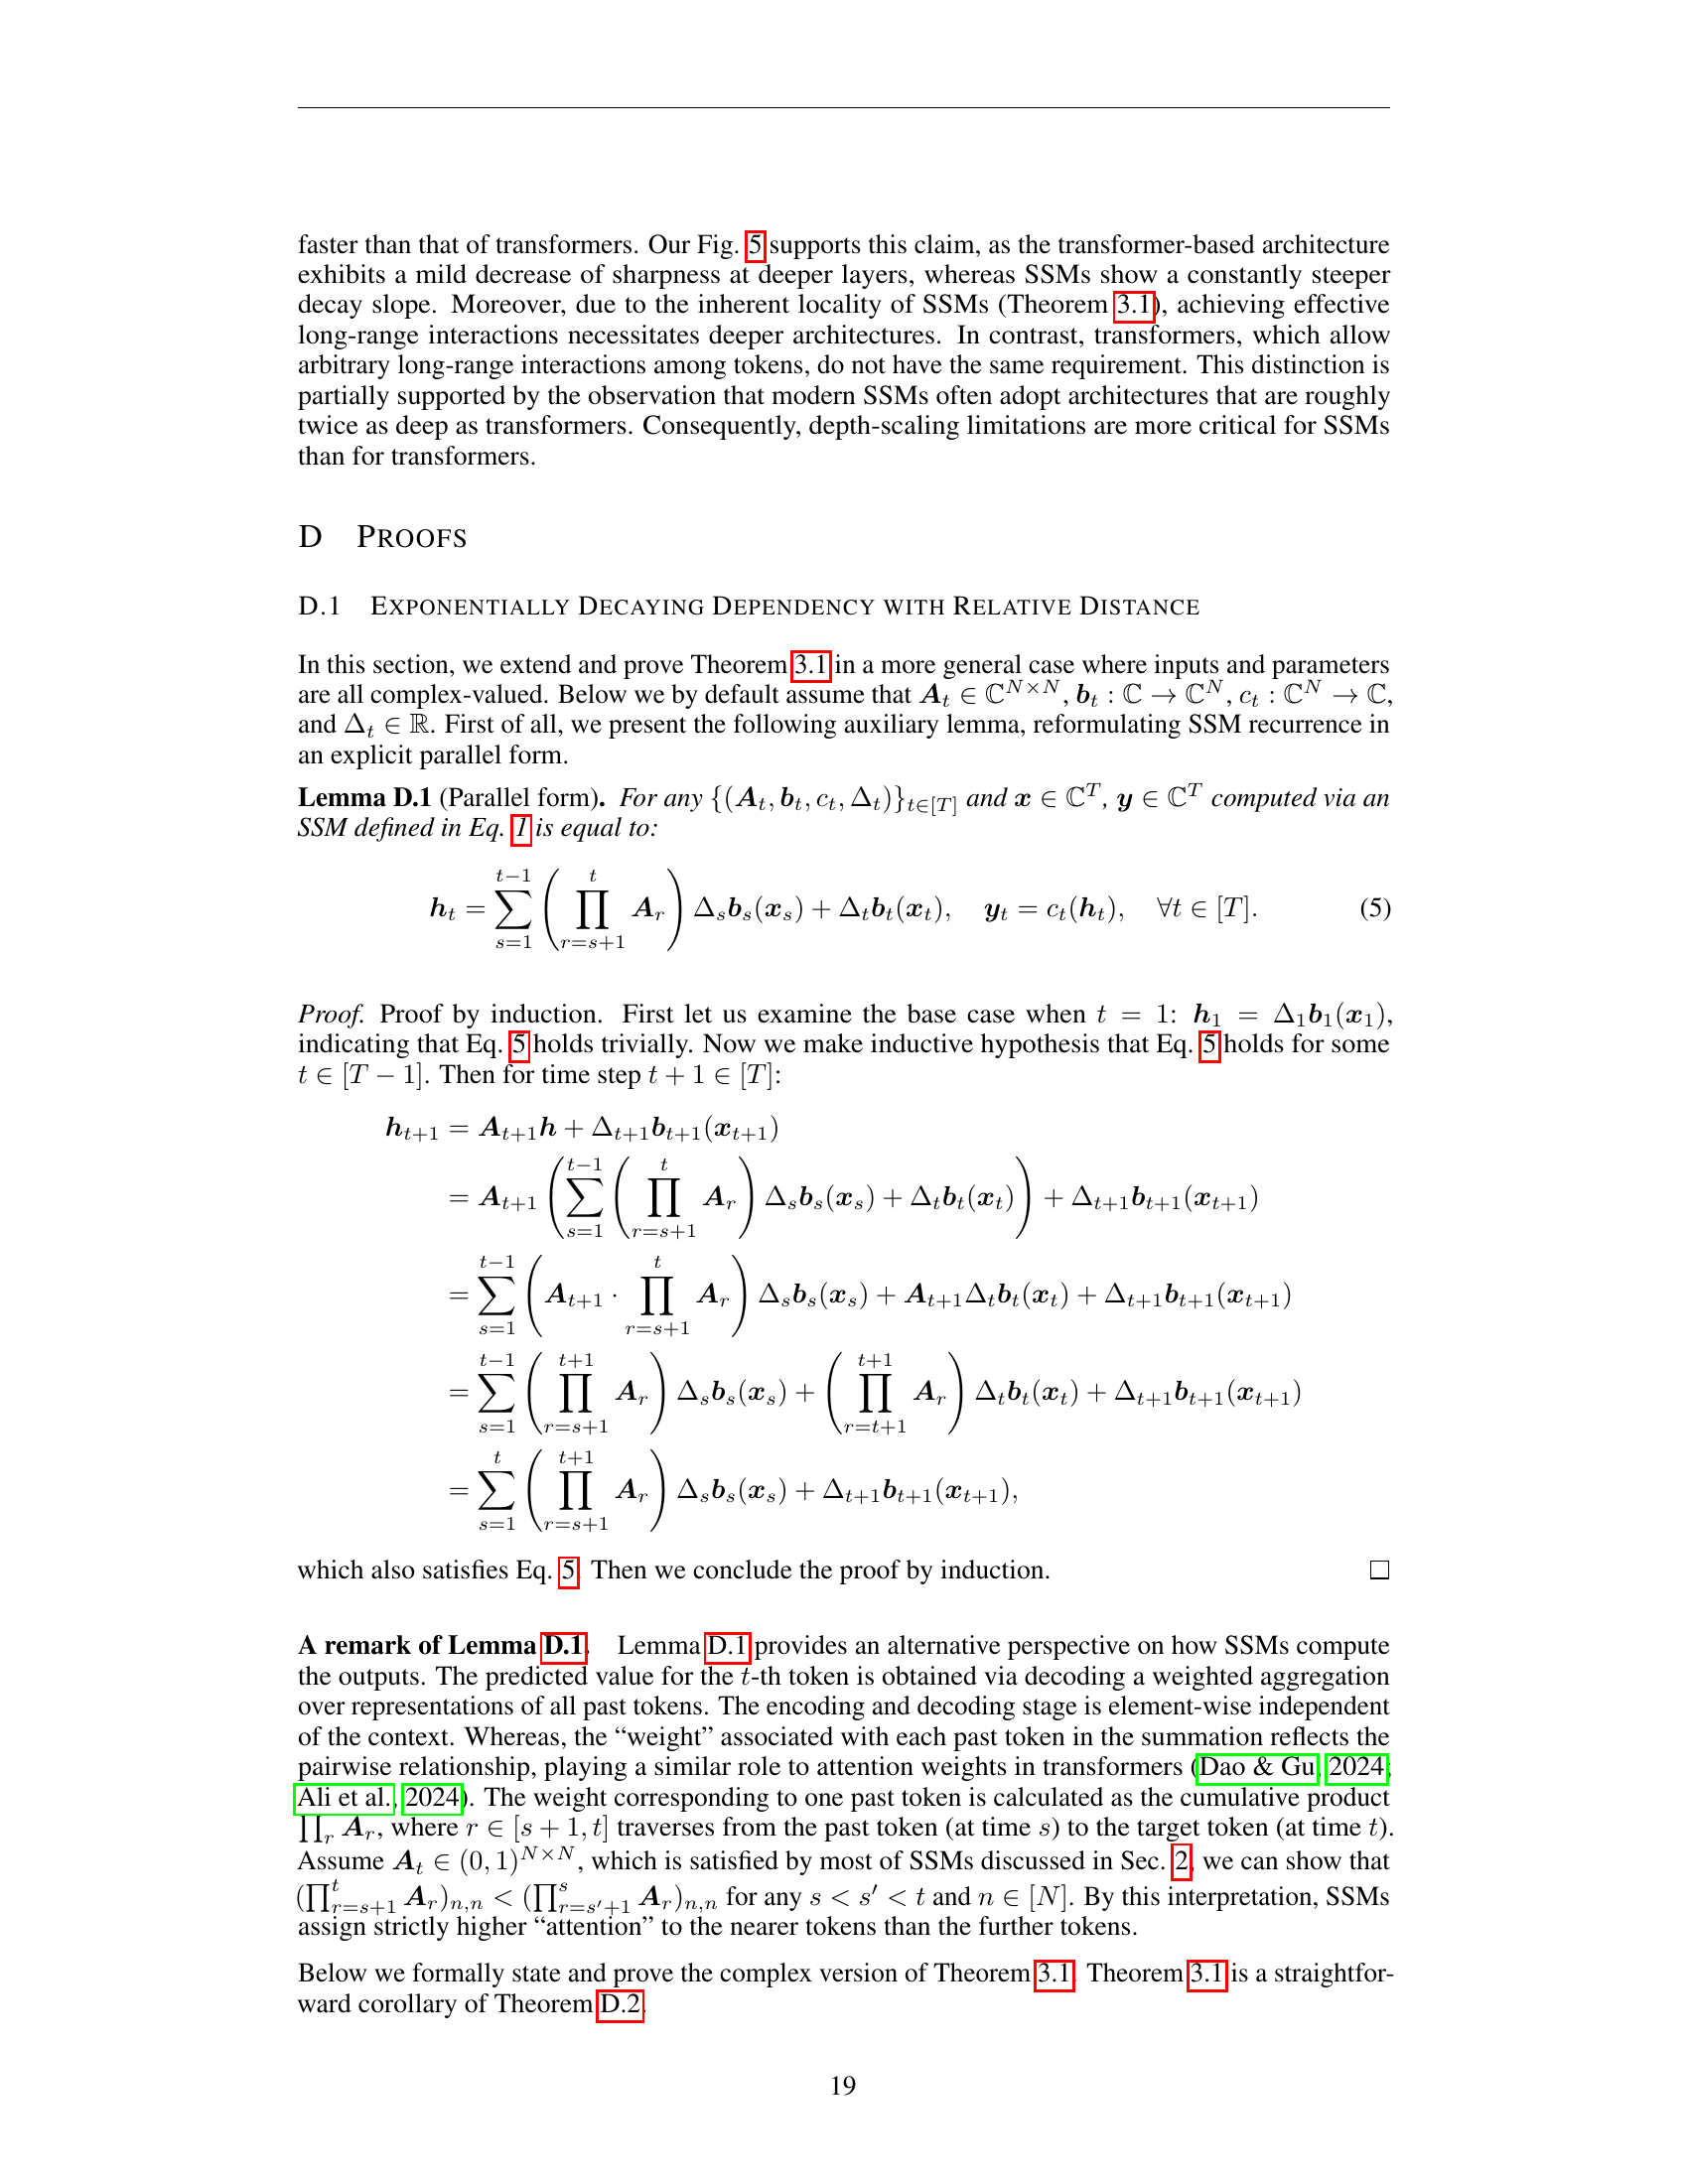 faster than that of transformers. Our Fig. 5 supports this claim, as the transformer-based architecture
exhibits a mild decrease of sharpness at deeper layers, whereas SSMs show a constantly steeper
decay slope. Moreover, due to the inherent locality of SSMs (Theorem 3.1), achieving effective
long-range interactions necessitates deeper architectures. In contrast, transformers, which allow
arbitrary long-range interactions among tokens, do not have the same requirement. This distinction is
partially supported by the observation that modern SSMs often adopt architectures that are roughly
twice as deep as transformers. Consequently, depth-scaling limitations are more critical for SSMs
than for transformers.
D PROOFS
D.1 EXPONENTIALLY DECAYING DEPENDENCY WITH RELATIVE DISTANCE
In this section, we extend and prove Theorem 3.1 in a more general case where inputs and parameters
are all complex-valued. Below we by default assume that $\boldsymbol{A}_t \in \mathbb{C}^{N \times N}, \boldsymbol{b}_t : \mathbb{C} \to \mathbb{C}^N, c_t : \mathbb{C}^N \to \mathbb{C}$,
and $\Delta_t \in \mathbb{R}$. First of all, we present the following auxiliary lemma, reformulating SSM recurrence in
an explicit parallel form.
Lemma D.1 (Parallel form). For any $\{(\boldsymbol{A}_t, \boldsymbol{b}_t, c_t, \Delta_t)\}_{t \in [T]}$ and $\boldsymbol{x} \in \mathbb{C}^T$, $\boldsymbol{y} \in \mathbb{C}^T$ computed via an
SSM defined in Eq. 1 is equal to:
$\boldsymbol{h}_t = \sum_{s=1}^{t-1} \left( \prod_{r=s+1}^{t} \boldsymbol{A}_r \right) \Delta_s \boldsymbol{b}_s(\boldsymbol{x}_s) + \Delta_t \boldsymbol{b}_t(\boldsymbol{x}_t), \quad \boldsymbol{y}_t = c_t(\boldsymbol{h}_t), \quad \forall t \in [T].$ (5)
Proof. Proof by induction. First let us examine the base case when $t = 1$: $\boldsymbol{h}_1 = \Delta_1 \boldsymbol{b}_1(\boldsymbol{x}_1)$,
indicating that Eq. 5 holds trivially. Now we make inductive hypothesis that Eq. 5 holds for some
$t \in [T - 1]$. Then for time step $t + 1 \in [T]$:
$\boldsymbol{h}_{t+1} = \boldsymbol{A}_{t+1} \boldsymbol{h} + \Delta_{t+1} \boldsymbol{b}_{t+1}(\boldsymbol{x}_{t+1})$
$= \boldsymbol{A}_{t+1} \left( \sum_{s=1}^{t-1} \left( \prod_{r=s+1}^{t} \boldsymbol{A}_r \right) \Delta_s \boldsymbol{b}_s(\boldsymbol{x}_s) + \Delta_t \boldsymbol{b}_t(\boldsymbol{x}_t) \right) + \Delta_{t+1} \boldsymbol{b}_{t+1}(\boldsymbol{x}_{t+1})$
$= \sum_{s=1}^{t-1} \left( \boldsymbol{A}_{t+1} \cdot \prod_{r=s+1}^{t} \boldsymbol{A}_r \right) \Delta_s \boldsymbol{b}_s(\boldsymbol{x}_s) + \boldsymbol{A}_{t+1} \Delta_t \boldsymbol{b}_t(\boldsymbol{x}_t) + \Delta_{t+1} \boldsymbol{b}_{t+1}(\boldsymbol{x}_{t+1})$
$= \sum_{s=1}^{t-1} \left( \prod_{r=s+1}^{t+1} \boldsymbol{A}_r \right) \Delta_s \boldsymbol{b}_s(\boldsymbol{x}_s) + \left( \prod_{r=t+1}^{t+1} \boldsymbol{A}_r \right) \Delta_t \boldsymbol{b}_t(\boldsymbol{x}_t) + \Delta_{t+1} \boldsymbol{b}_{t+1}(\boldsymbol{x}_{t+1})$
$= \sum_{s=1}^{t} \left( \prod_{r=s+1}^{t+1} \boldsymbol{A}_r \right) \Delta_s \boldsymbol{b}_s(\boldsymbol{x}_s) + \Delta_{t+1} \boldsymbol{b}_{t+1}(\boldsymbol{x}_{t+1}),$
which also satisfies Eq. 5. Then we conclude the proof by induction. □
A remark of Lemma D.1. Lemma D.1 provides an alternative perspective on how SSMs compute
the outputs. The predicted value for the $t$-th token is obtained via decoding a weighted aggregation
over representations of all past tokens. The encoding and decoding stage is element-wise independent
of the context. Whereas, the “weight” associated with each past token in the summation reflects the
pairwise relationship, playing a similar role to attention weights in transformers (Dao & Gu, 2024;
Ali et al., 2024). The weight corresponding to one past token is calculated as the cumulative product
$\prod_r \boldsymbol{A}_r$, where $r \in [s + 1, t]$ traverses from the past token (at time $s$) to the target token (at time $t$).
Assume $\boldsymbol{A}_t \in (0, 1)^{N \times N}$, which is satisfied by most of SSMs discussed in Sec. 2, we can show that
$(\prod_{r=s+1}^{t} \boldsymbol{A}_r)_{n,n} < (\prod_{r=s'+1}^{s} \boldsymbol{A}_r)_{n,n}$ for any $s < s' < t$ and $n \in [N]$. By this interpretation, SSMs
assign strictly higher “attention” to the nearer tokens than the further tokens.
Below we formally state and prove the complex version of Theorem 3.1. Theorem 3.1 is a straightfor-
ward corollary of Theorem D.2.
19